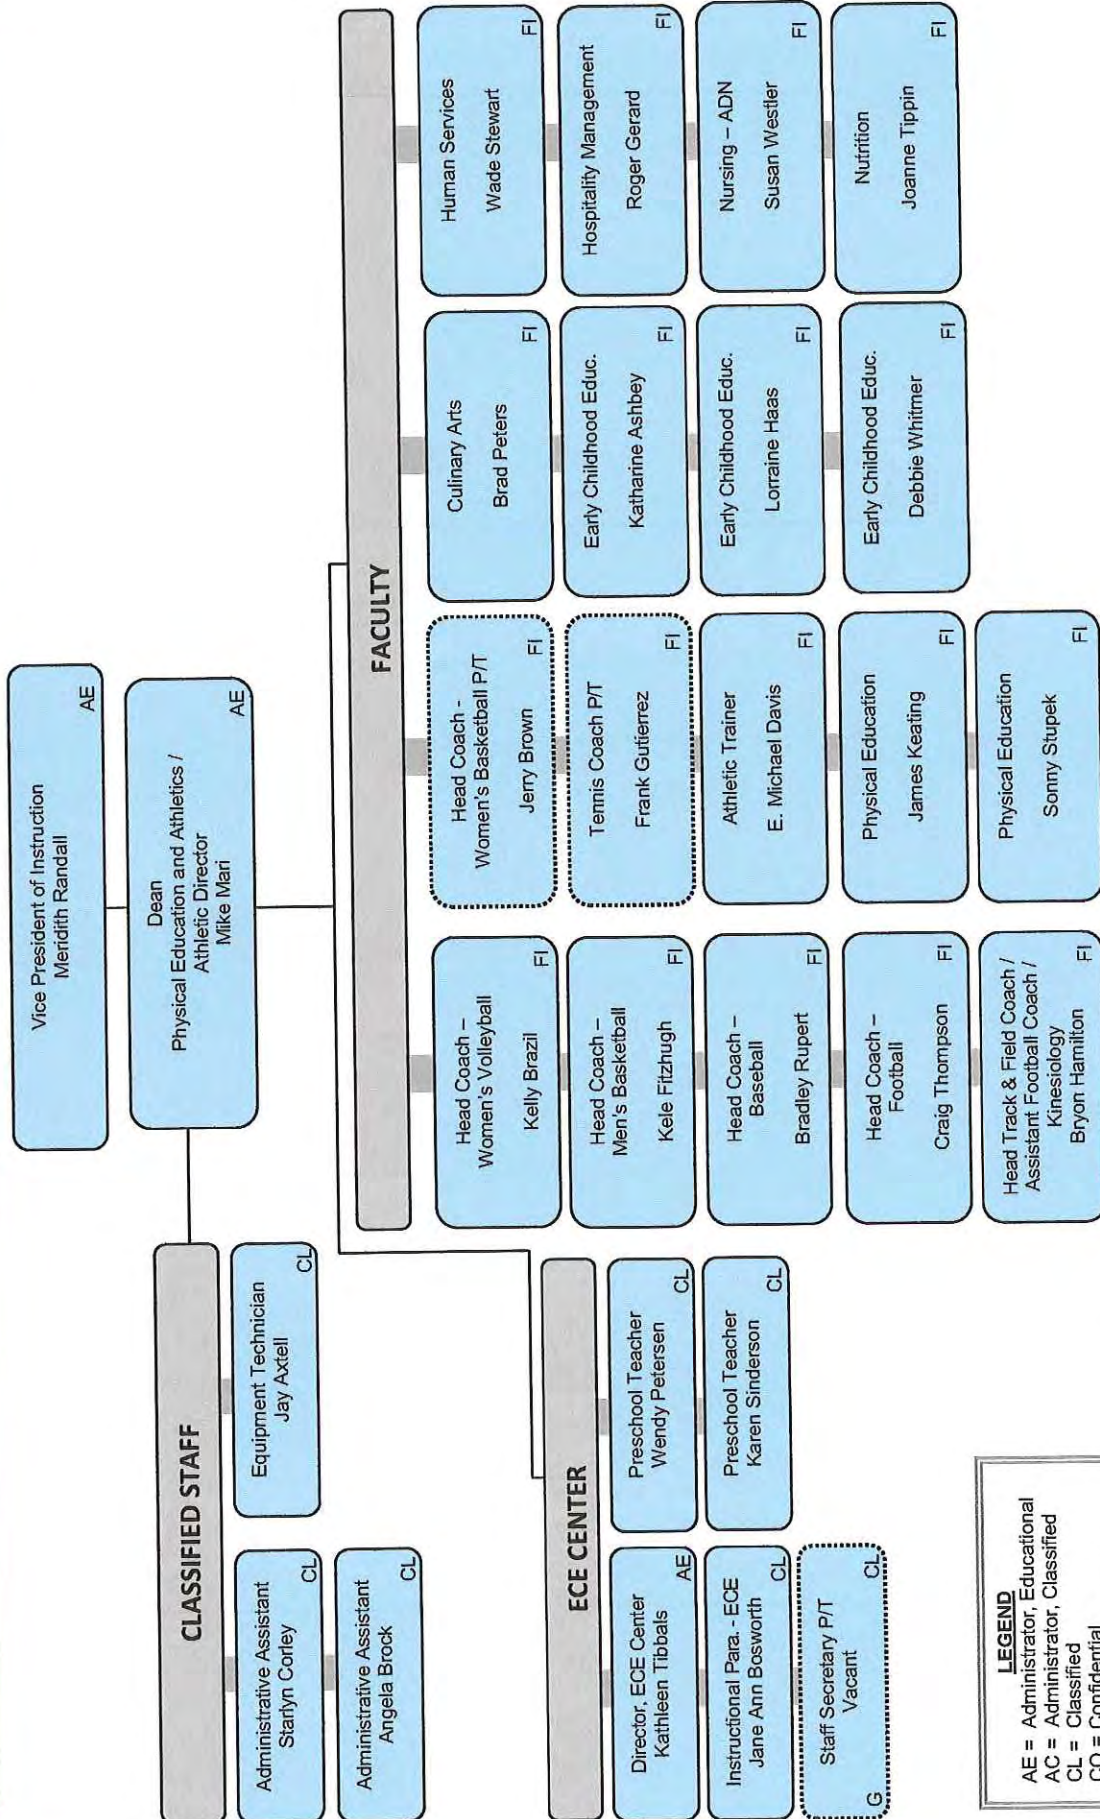 Vice President of Instruction
Meridith Randall
AE
Dean
Physical Education and Athletics /
Athletic Director
Mike Mari
AE
CLASSIFIED STAFF
Administrative Assistant
Starlyn Corley
CL
Equipment Technician
Jay Axtell
CL
Administrative Assistant
Angela Brock
CL
ECE CENTER
Director, ECE Center
Kathleen Tibbals
AE
Preschool Teacher
Wendy Petersen
CL
Instructional Para. - ECE
Jane Ann Bosworth
CL
Preschool Teacher
Karen Sinderson
CL
Staff Secretary P/T
Vacant
G
CL
FACULTY
Head Coach –
Women's Volleyball
Kelly Brazil
FI
Head Coach -
Women's Basketball P/T
Jerry Brown
FI
Culinary Arts
Brad Peters
FI
Human Services
Wade Stewart
FI
Head Coach –
Men's Basketball
Kele Fitzhugh
FI
Tennis Coach P/T
Frank Gutierrez
FI
Early Childhood Educ.
Katharine Ashbey
FI
Hospitality Management
Roger Gerard
FI
Head Coach –
Baseball
Bradley Rupert
FI
Athletic Trainer
E. Michael Davis
FI
Early Childhood Educ.
Lorraine Haas
FI
Nursing – ADN
Susan Westler
FI
Head Coach –
Football
Craig Thompson
FI
Physical Education
James Keating
FI
Early Childhood Educ.
Debbie Whitmer
FI
Nutrition
Joanne Tippin
FI
Head Track & Field Coach /
Assistant Football Coach /
Kinesiology
Bryon Hamilton
FI
Physical Education
Sonny Stupek
FI
LEGEND
AE = Administrator, Educational
AC = Administrator, Classified
CL = Classified
CO = Confidential